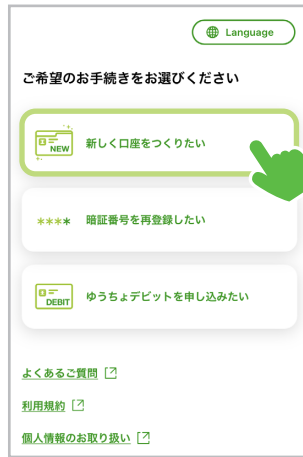 Language
ご希望のお手続きをお選びください
NEW
新しく口座をつくりたい
****
暗証番号を再登録したい
DEBIT
ゆうちょデビットを申し込みたい
よくあるご質問
利用規約
個人情報のお取り扱い